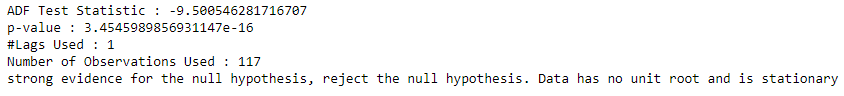 ADF Test Statistic : -9.500546281716707
p-value : 3.4545989856931147e-16
#Lags Used : 1
Number of Observations Used : 117
strong evidence for the null hypothesis, reject the null hypothesis. Data has no unit root and is stationary